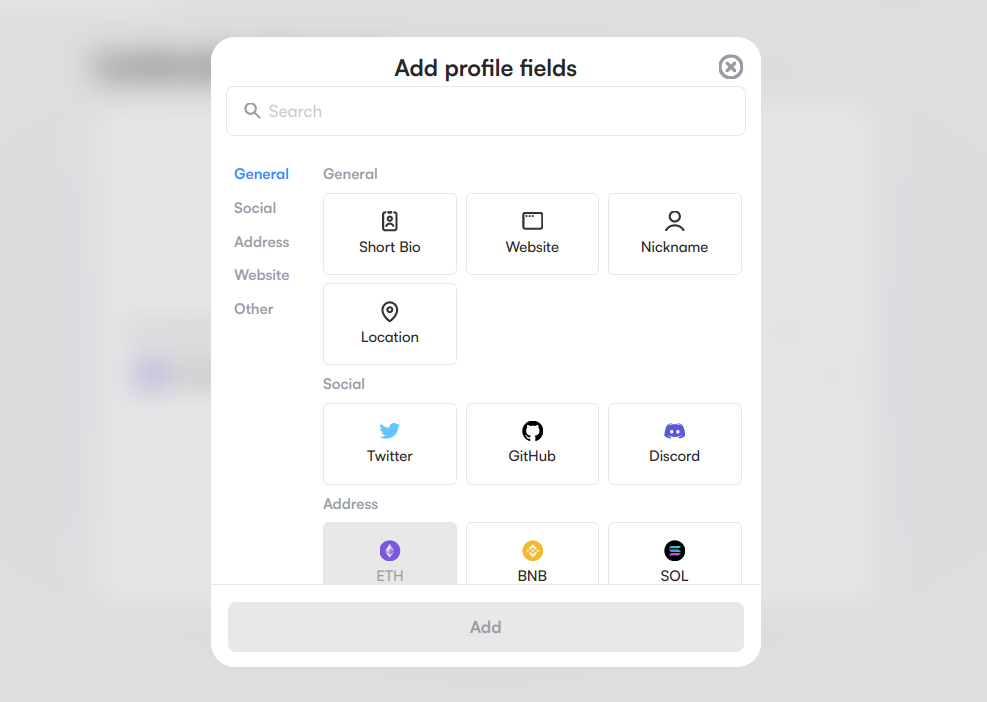 Add profile fields
Search
General
Social
Address
Website
Other
General
Short Bio
Website
Nickname
Location
Social
Twitter
GitHub
Discord
Address
ETH
BNB
SOL
Add